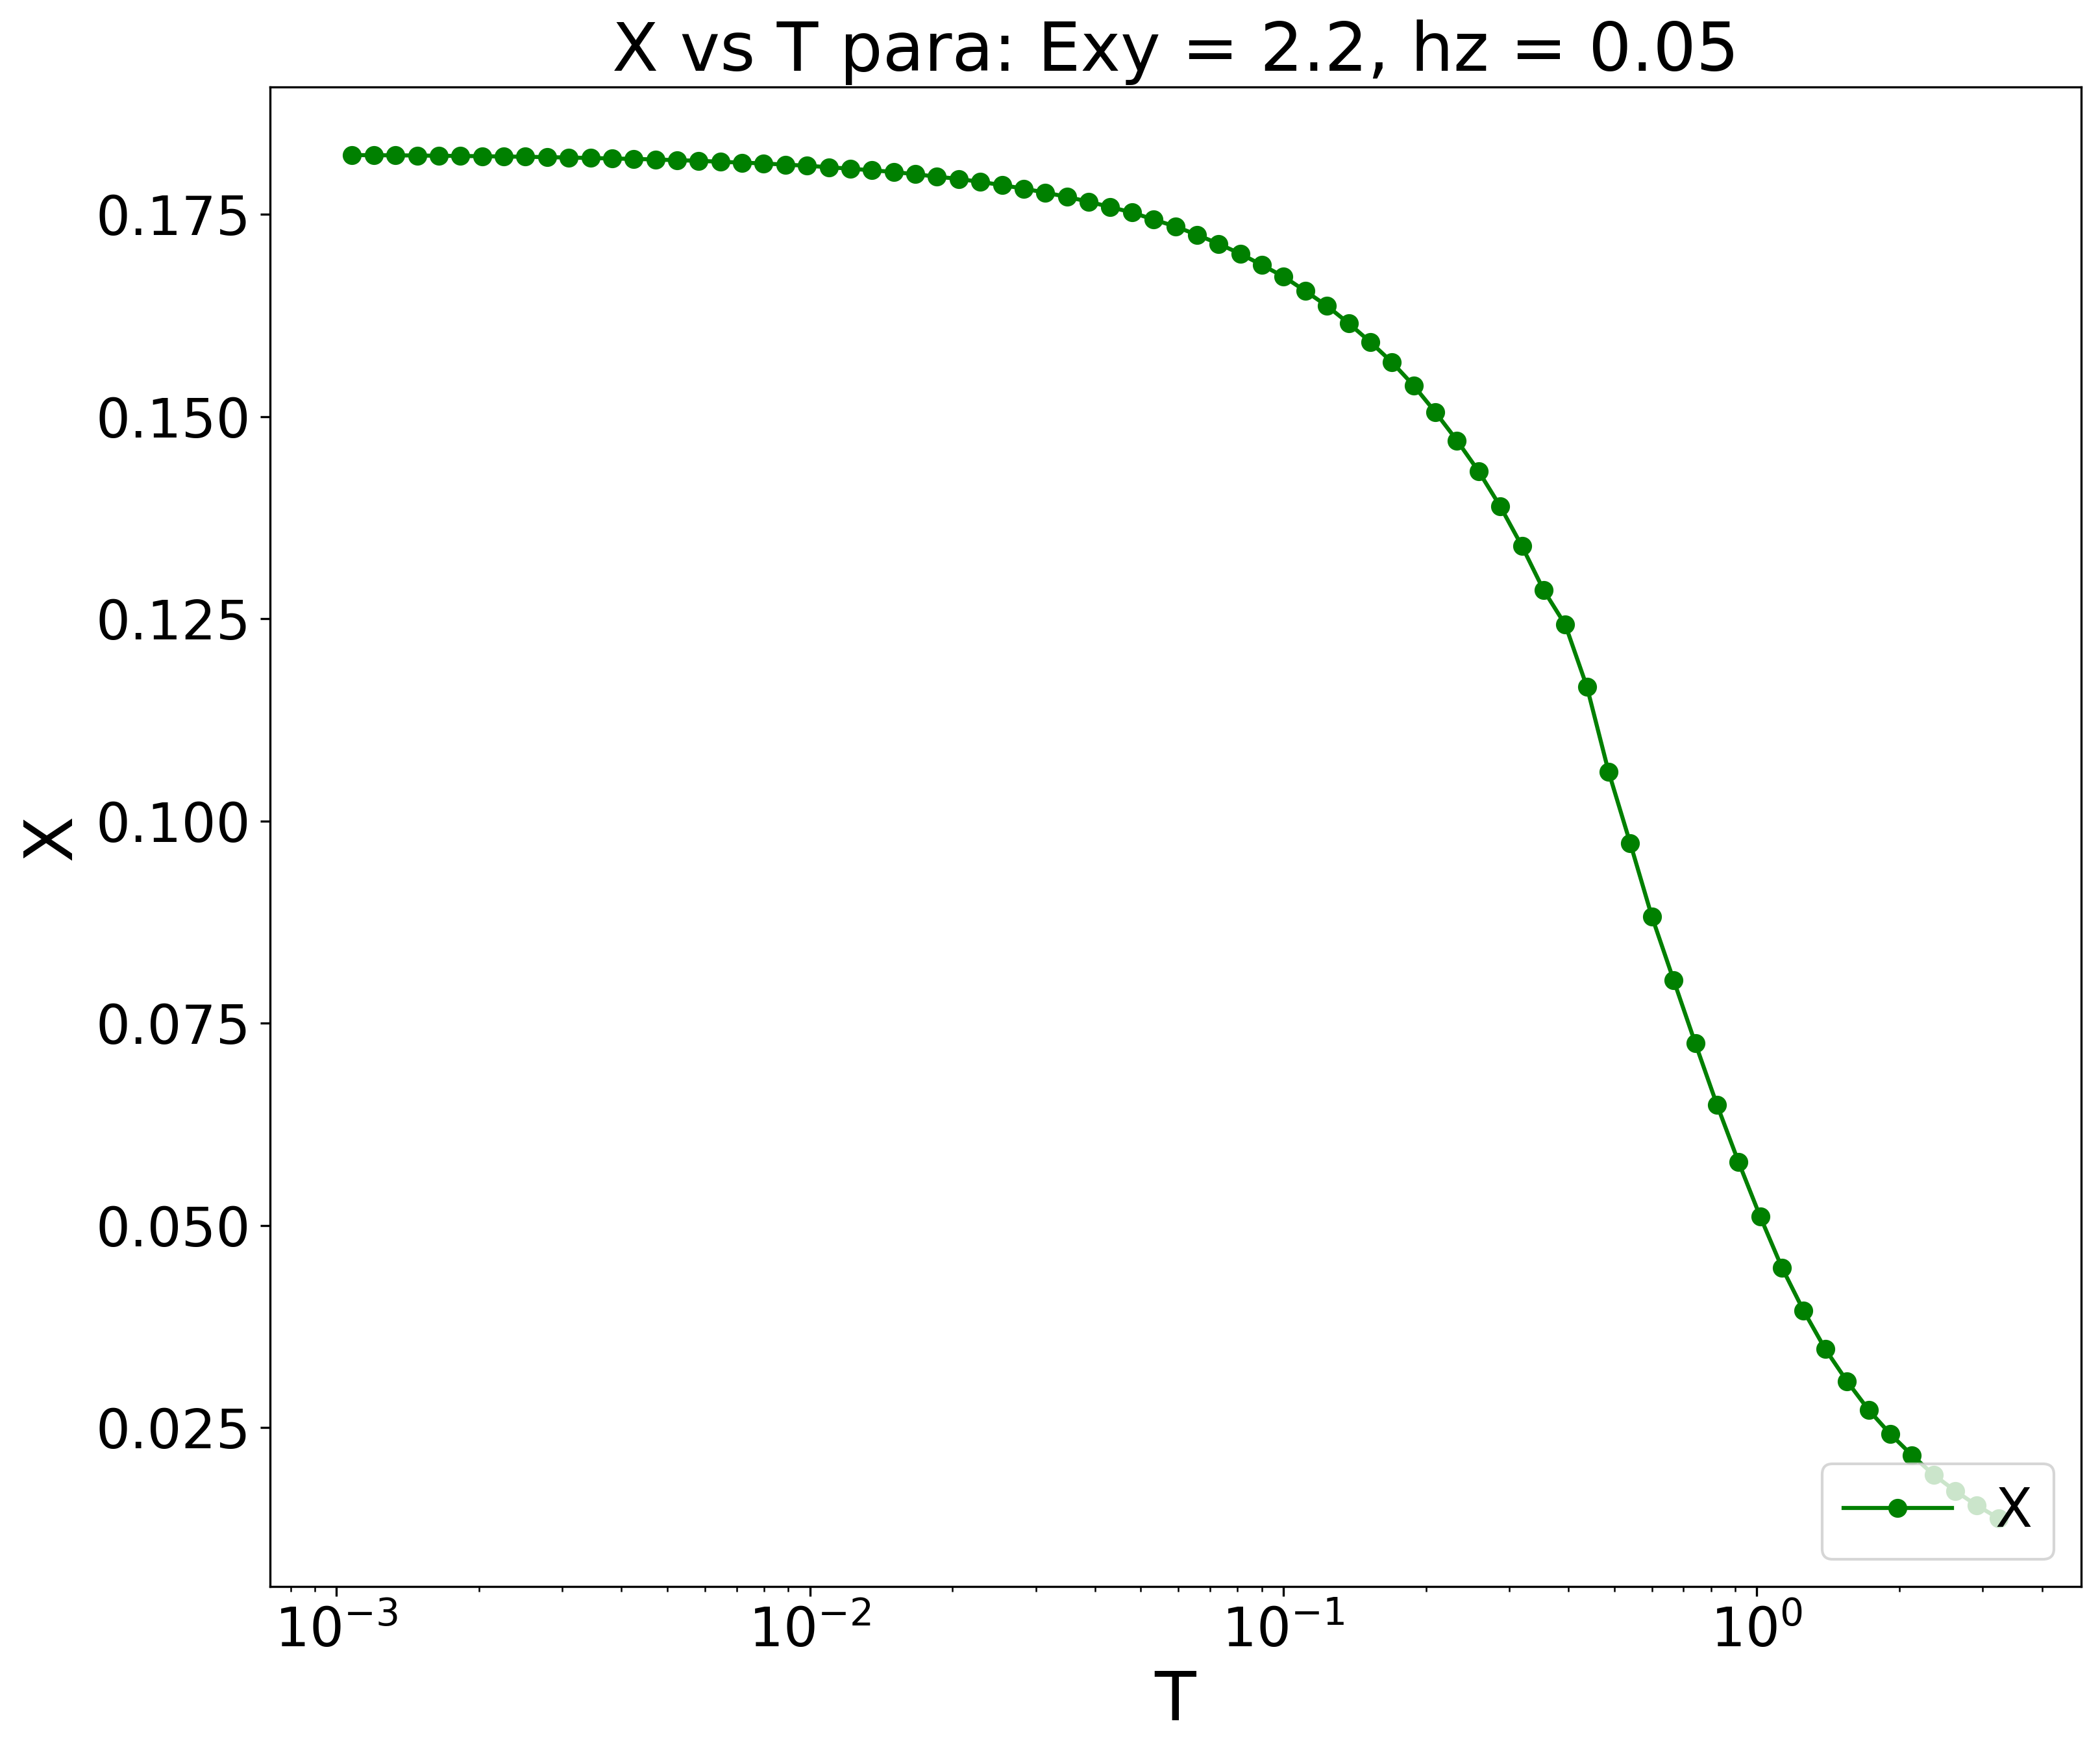 X vs T para: Exy = 2.2, hz = 0.05
X
0.175
0.150
0.125
0.100
0.075
0.050
0.025
X
10⁻³ 10⁻² 10⁻¹ 10⁰
T